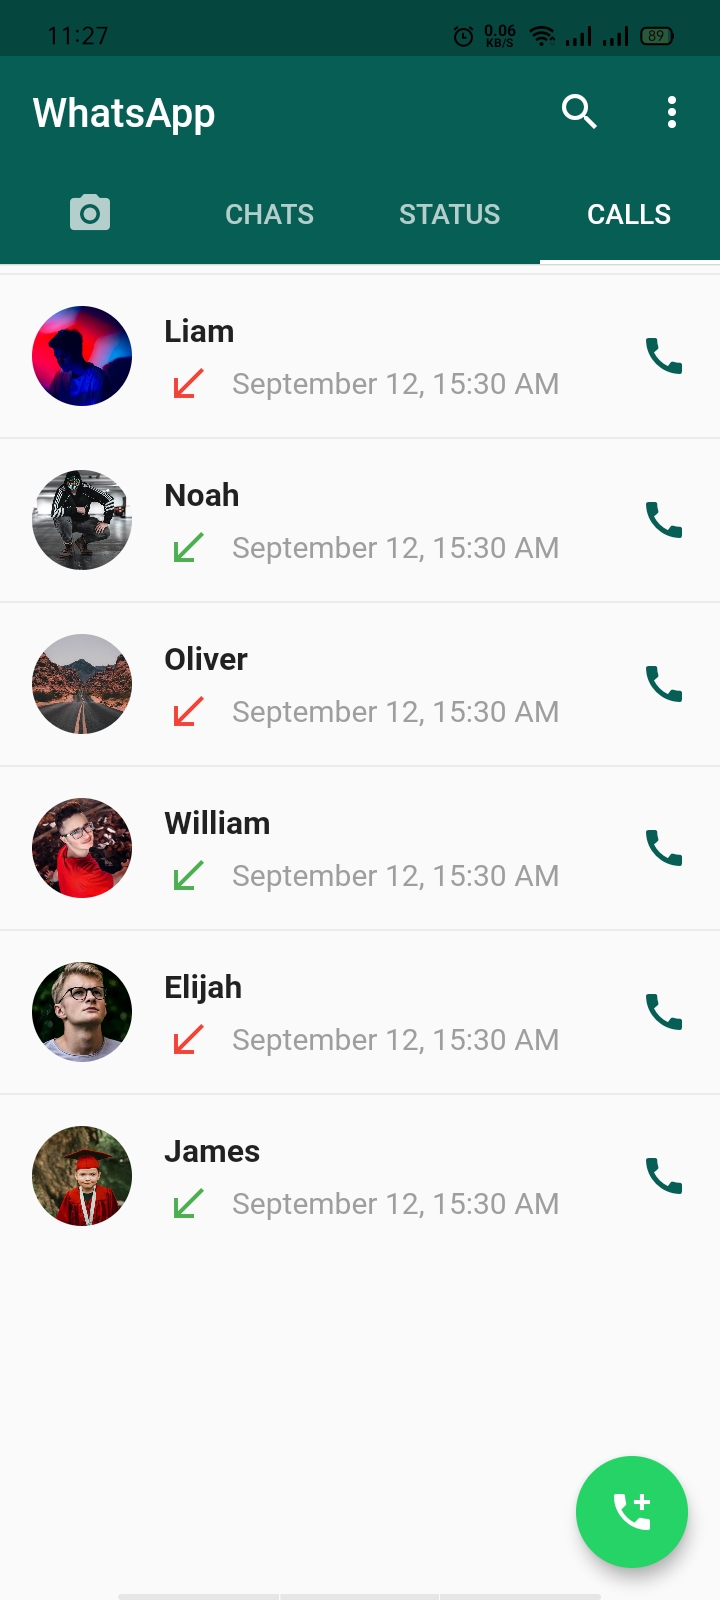 11:27
0.06
KB/S
89
WhatsApp
CHATS STATUS CALLS
Liam
September 12, 15:30 AM
Noah
September 12, 15:30 AM
Oliver
September 12, 15:30 AM
William
September 12, 15:30 AM
Elijah
September 12, 15:30 AM
James
September 12, 15:30 AM